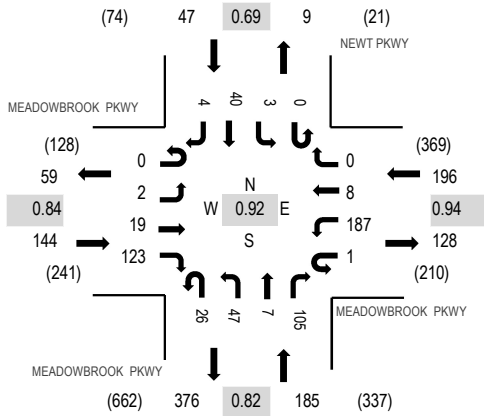 (74) 47 0.69 9 (21)
NEWT PKWY
MEADOWBROOK PKWY
4 40 3 0
(128) 0 0 (369)
59 196
2 N 8
0.84 W 0.92 E 0.94
19 S 187
144 128
123 1
(241) (210)
26 47 7 105
MEADOWBROOK PKWY
MEADOWBROOK PKWY
(662) 376 0.82 185 (337)